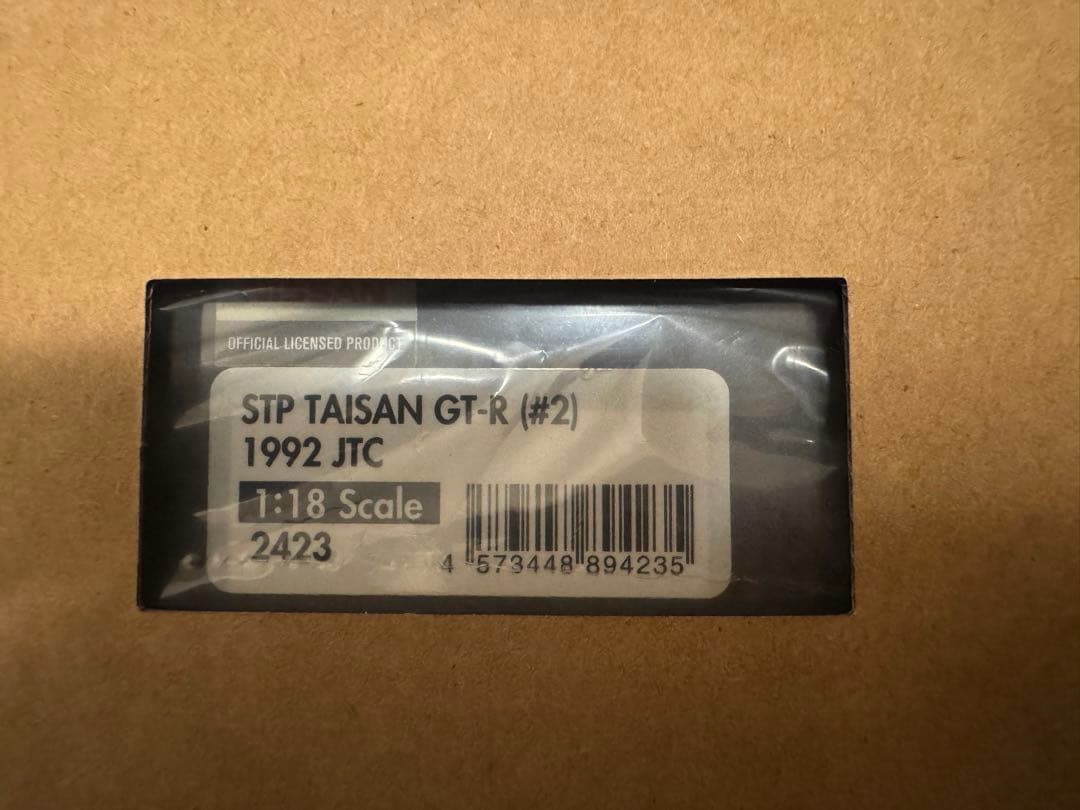 OFFICIAL LICENSED PRODUCT
STP TAISAN GT-R (#2)
1992 JTC
1:18 Scale
2423
4 573448 894235